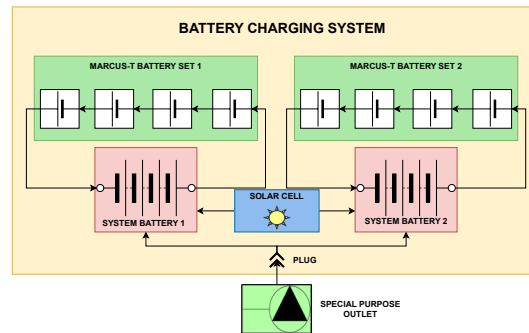 BATTERY CHARGING SYSTEM
MARCUS-T BATTERY SET 1
MARCUS-T BATTERY SET 2
SOLAR CELL
SYSTEM BATTERY 1
SYSTEM BATTERY 2
PLUG
SPECIAL PURPOSE
OUTLET